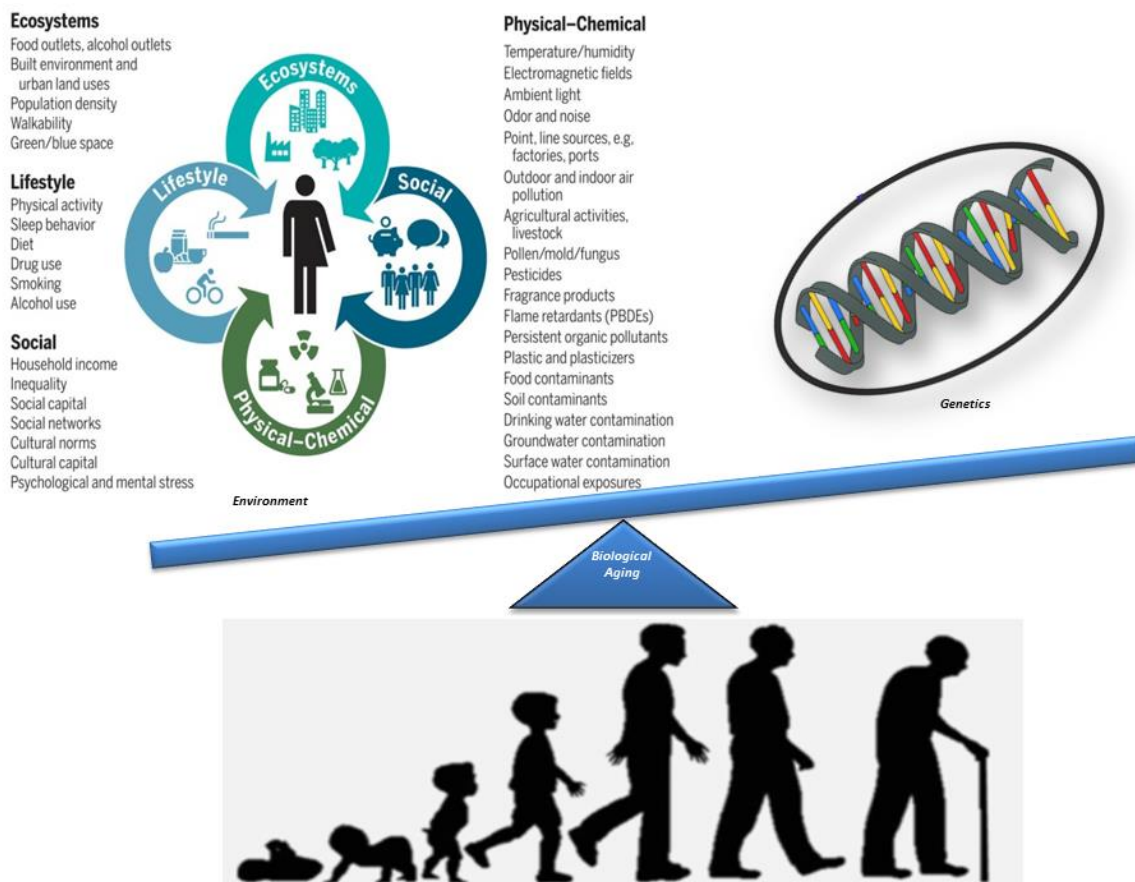 Ecosystems
Food outlets, alcohol outlets
Built environment and
urban land uses
Population density
Walkability
Green/blue space
Lifestyle
Physical activity
Sleep behavior
Diet
Drug use
Smoking
Alcohol use
Social
Household income
Inequality
Social capital
Social networks
Cultural norms
Cultural capital
Psychological and mental stress
Ecosystems
Lifestyle
Social
Physical–Chemical
Environment
Physical–Chemical
Temperature/humidity
Electromagnetic fields
Ambient light
Odor and noise
Point, line sources, e.g,
factories, ports
Outdoor and indoor air
pollution
Agricultural activities,
livestock
Pollen/mold/fungus
Pesticides
Fragrance products
Flame retardants (PBDEs)
Persistent organic pollutants
Plastic and plasticizers
Food contaminants
Soil contaminants
Drinking water contamination
Groundwater contamination
Surface water contamination
Occupational exposures
Genetics
Biological
Aging